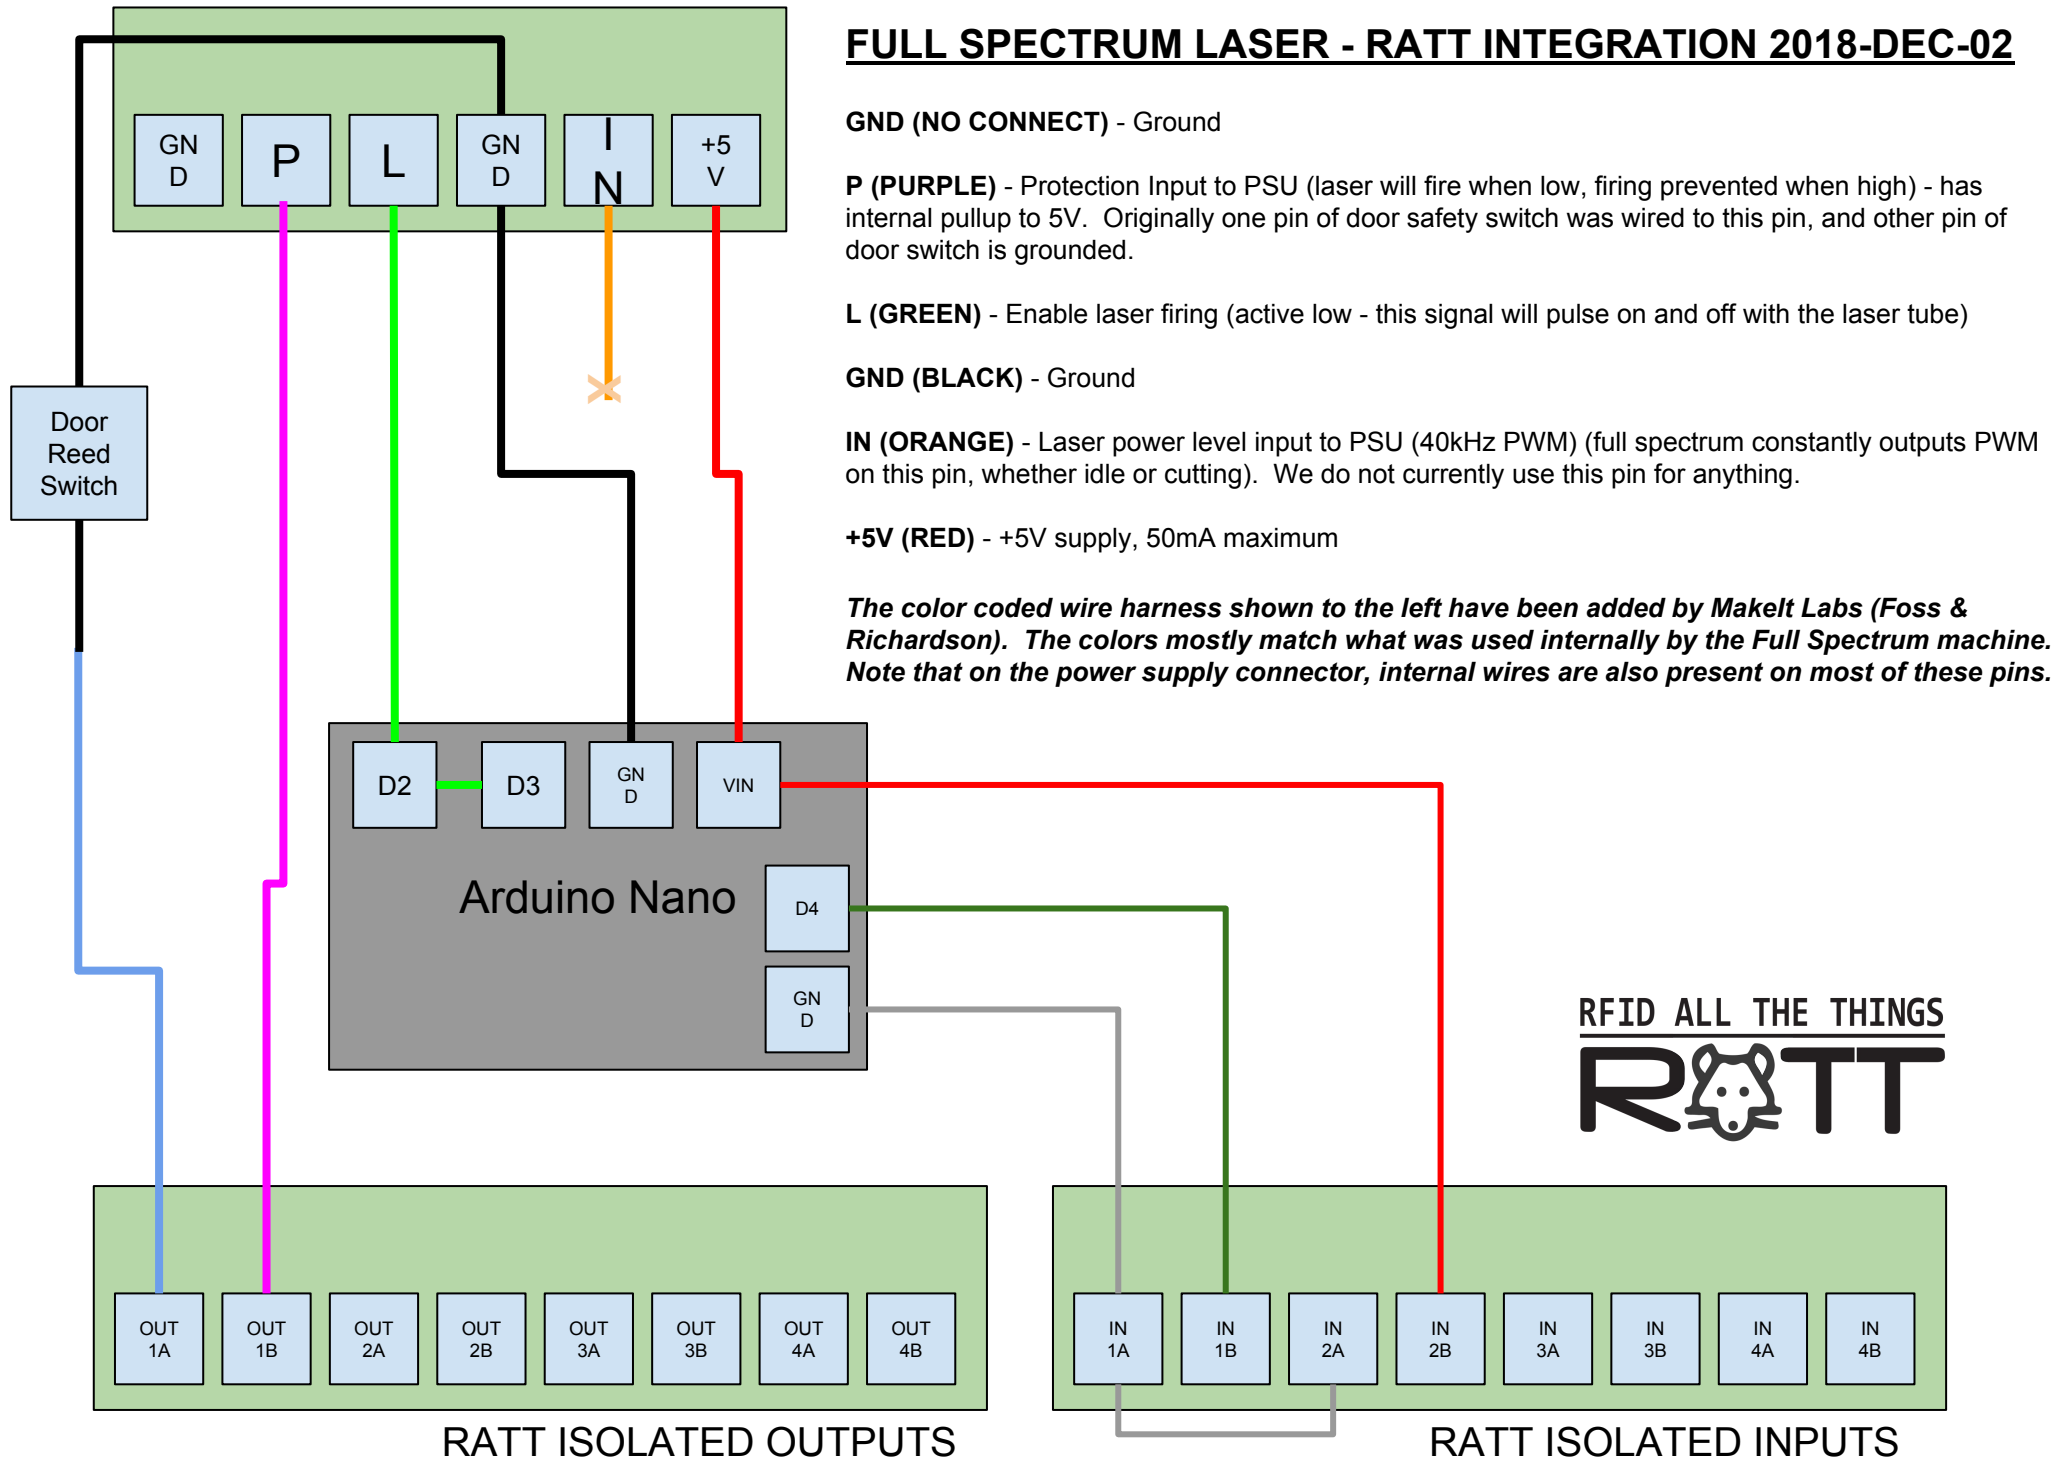 FULL SPECTRUM LASER - RATT INTEGRATION 2018-DEC-02
GN
D
P
L
GN
D
I
N
+5
V
GND (NO CONNECT) - Ground
P (PURPLE) - Protection Input to PSU (laser will fire when low, firing prevented when high) - has
internal pullup to 5V.  Originally one pin of door safety switch was wired to this pin, and other pin of
door switch is grounded.
L (GREEN) - Enable laser firing (active low - this signal will pulse on and off with the laser tube)
GND (BLACK) - Ground
IN (ORANGE) - Laser power level input to PSU (40kHz PWM) (full spectrum constantly outputs PWM
on this pin, whether idle or cutting).  We do not currently use this pin for anything.
+5V (RED) - +5V supply, 50mA maximum
The color coded wire harness shown to the left have been added by MakeIt Labs (Foss &
Richardson).  The colors mostly match what was used internally by the Full Spectrum machine.
Note that on the power supply connector, internal wires are also present on most of these pins.
Door
Reed
Switch
D2
D3
GN
D
VIN
Arduino Nano
D4
GN
D
RFID ALL THE THINGS
RATT
OUT
1A
OUT
1B
OUT
2A
OUT
2B
OUT
3A
OUT
3B
OUT
4A
OUT
4B
RATT ISOLATED OUTPUTS
IN
1A
IN
1B
IN
2A
IN
2B
IN
3A
IN
3B
IN
4A
IN
4B
RATT ISOLATED INPUTS